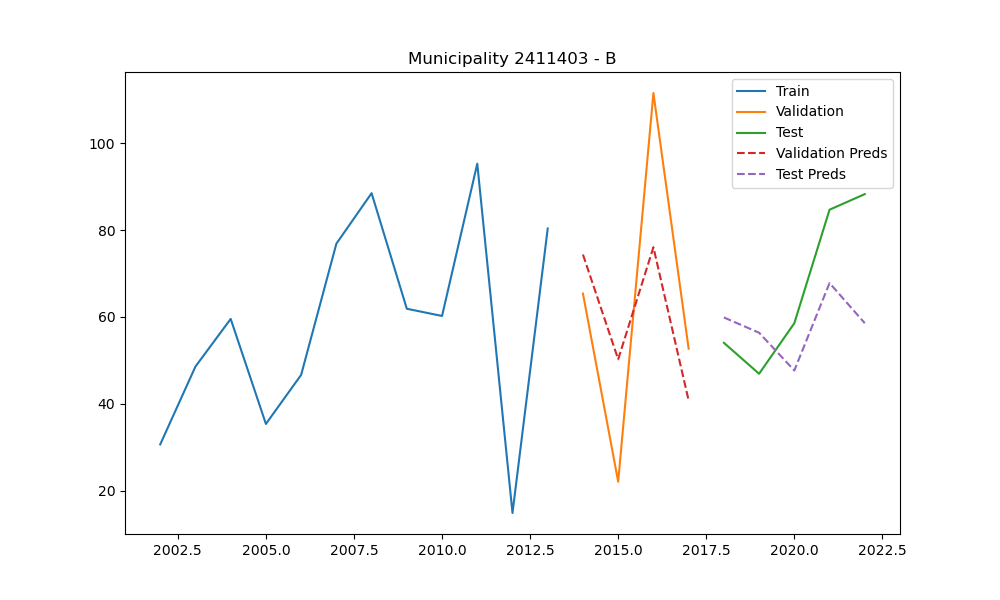 Municipality 2411403 - B
Train
Validation
Test
Validation Preds
Test Preds
100
80
60
40
20
2002.5 2005.0 2007.5 2010.0 2012.5 2015.0 2017.5 2020.0 2022.5